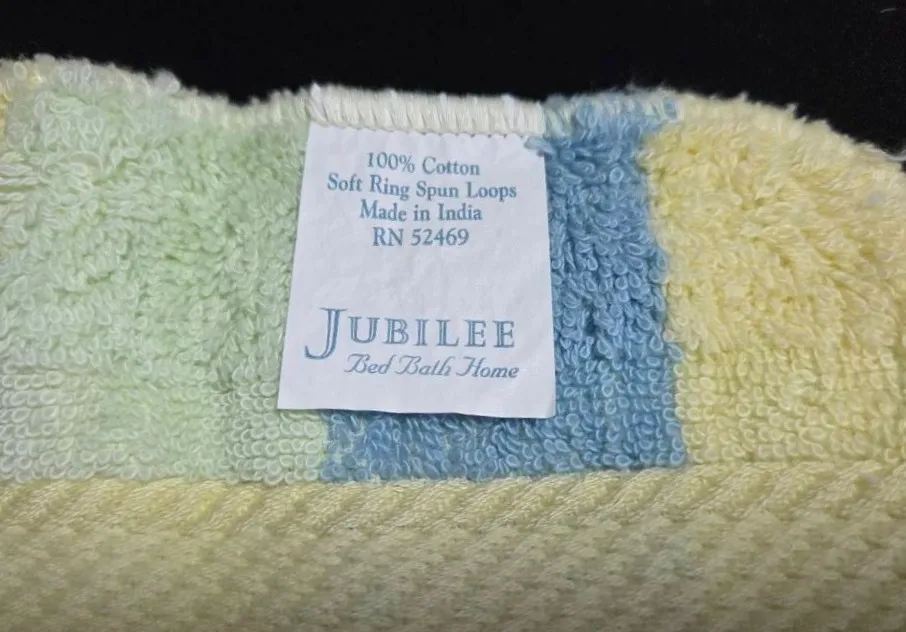 100% Cotton
Soft Ring Spun Loops
Made in India
RN 52469
JUBILEE
Bed Bath Home